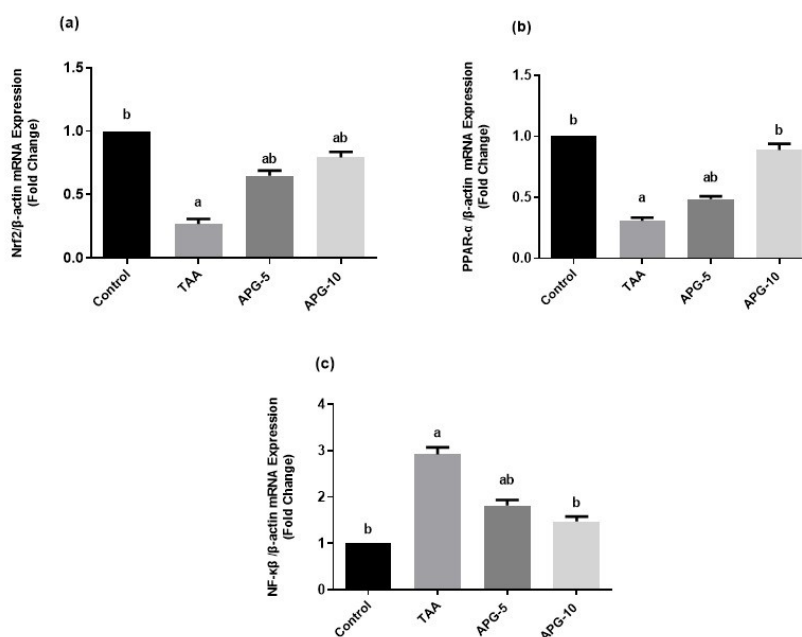 (a)
Nrf2/β-actin mRNA Expression
(Fold Change)
1.5
1.0
0.5
0.0
b
a
ab
ab
Control
TAA
APG-5
APG-10
(b)
PPAR-α /β-actin mRNA Expression
(Fold Change)
1.5
1.0
0.5
0.0
b
a
ab
b
Control
TAA
APG-5
APG-10
(c)
NF-κβ /β-actin mRNA Expression
(Fold Change)
4
3
2
1
0
b
a
ab
b
Control
TAA
APG-5
APG-10